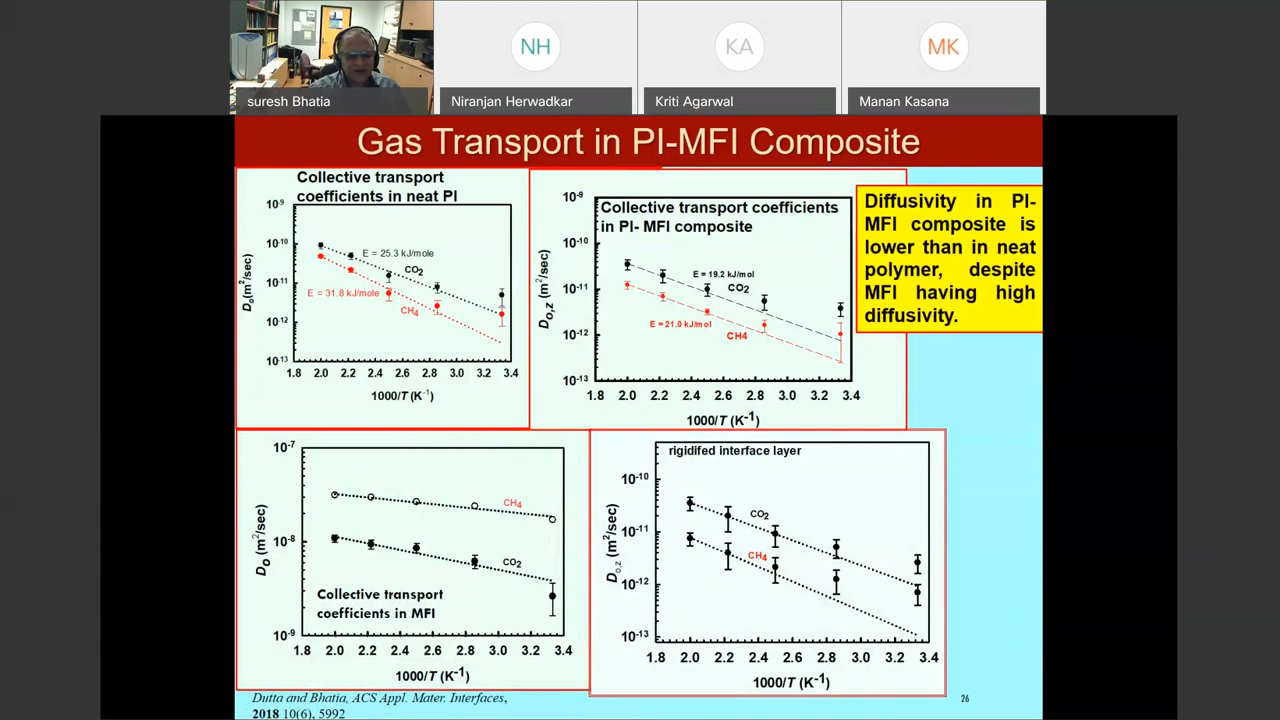 NH
KA
MK
suresh Bhatia
Niranjan Herwadkar
Kriti Agarwal
Manan Kasana
Gas Transport in PI-MFI Composite
Collective transport
coefficients in neat PI
10-9
10-10
10-11
10-12
10-13
Do(m2/sec)
E = 25.3 kJ/mole
CO2
E = 31.8 kJ/mole
CH4
1.8 2.0 2.2 2.4 2.6 2.8 3.0 3.2 3.4
1000/T (K-1)
Collective transport coefficients
in PI- MFI composite
10-9
10-10
10-11
10-12
10-13
Do,z (m2/sec)
E = 19.2 kJ/mol
CO2
E = 21.0 kJ/mol
CH4
1.8 2.0 2.2 2.4 2.6 2.8 3.0 3.2 3.4
1000/T (K-1)
Diffusivity in PI-
MFI composite is
lower than in neat
polymer, despite
MFI having high
diffusivity.
10-7
10-8
10-9
Do (m2/sec)
CH4
CO2
Collective transport
coefficients in MFI
1.8 2.0 2.2 2.4 2.6 2.8 3.0 3.2 3.4
1000/T (K-1)
rigidifed interface layer
10-10
10-11
10-12
10-13
Do,z (m2/sec)
CO2
CH4
1.8 2.0 2.2 2.4 2.6 2.8 3.0 3.2 3.4
1000/T (K-1)
Dutta and Bhatia, ACS Appl. Mater. Interfaces,
2018 10(6), 5992
26